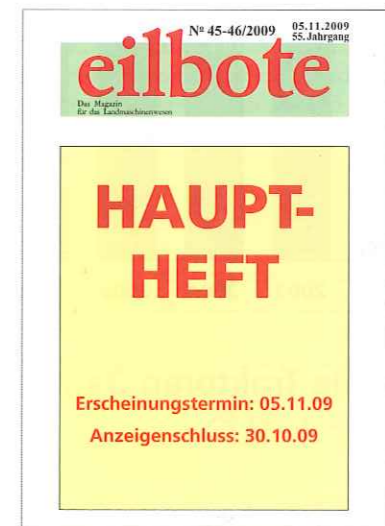 Nº 45-46/2009
05.11.2009
55. Jahrgang
eilbote
Das Magazin
für das Landmaschinenwesen
HAUPT-
HEFT
Erscheinungstermin: 05.11.09
Anzeigenschluss: 30.10.09